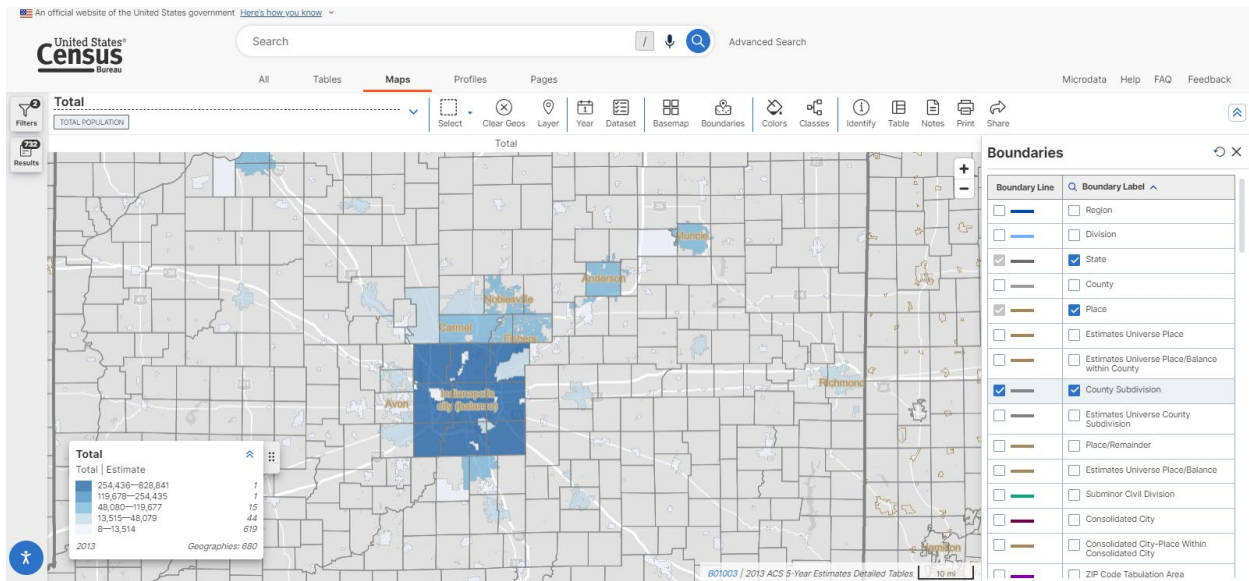 An official website of the United States government Here's how you know
United States®
Census
Bureau
Search
/
Advanced Search
All Tables Maps Profiles Pages
Microdata Help FAQ Feedback
2
Filters
732
Results
Total
TOTAL POPULATION
Select Clear Geos Layer Year Dataset Basemap Boundaries Colors Classes Identify Table Notes Print Share
Total
+
−
Muncie
Anderson
Noblesville
Carmel
Fishers
Indianapolis
city (balance)
Avon
Richmond
Hamilton
Total
Total | Estimate
254,436—828,841 1
119,678—254,435 1
48,080—119,677 15
13,515—48,079 44
8—13,514 619
2013 Geographies: 680
B01003 | 2013 ACS 5-Year Estimates Detailed Tables
10 mi
Boundaries
Boundary Line Boundary Label
Region
Division
State
County
Place
Estimates Universe Place
Estimates Universe Place/Balance
within County
County Subdivision
Estimates Universe County
Subdivision
Place/Remainder
Estimates Universe Place/Balance
Subminor Civil Division
Consolidated City
Consolidated City-Place Within
Consolidated City
ZIP Code Tabulation Area